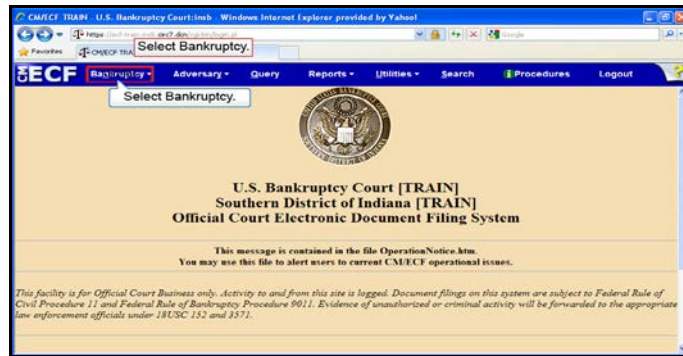 CM/ECF TRAIN - U.S. Bankruptcy Court:insb - Windows Internet Explorer provided by Yahoo!
Google
Favorites
CM/ECF TRA
Select Bankruptcy.
ECF Bankruptcy Adversary Query Reports Utilities Search Procedures Logout ?
Select Bankruptcy.
U.S. Bankruptcy Court [TRAIN]
Southern District of Indiana [TRAIN]
Official Court Electronic Document Filing System
This message is contained in the file OperationNotice.htm.
You may use this file to alert users to current CM/ECF operational issues.
This facility is for Official Court Business only. Activity to and from this site is logged. Document filings on this system are subject to Federal Rule of
Civil Procedure 11 and Federal Rule of Bankruptcy Procedure 9011. Evidence of unauthorized or criminal activity will be forwarded to the appropriate
law enforcement officials under 18USC 152 and 3571.